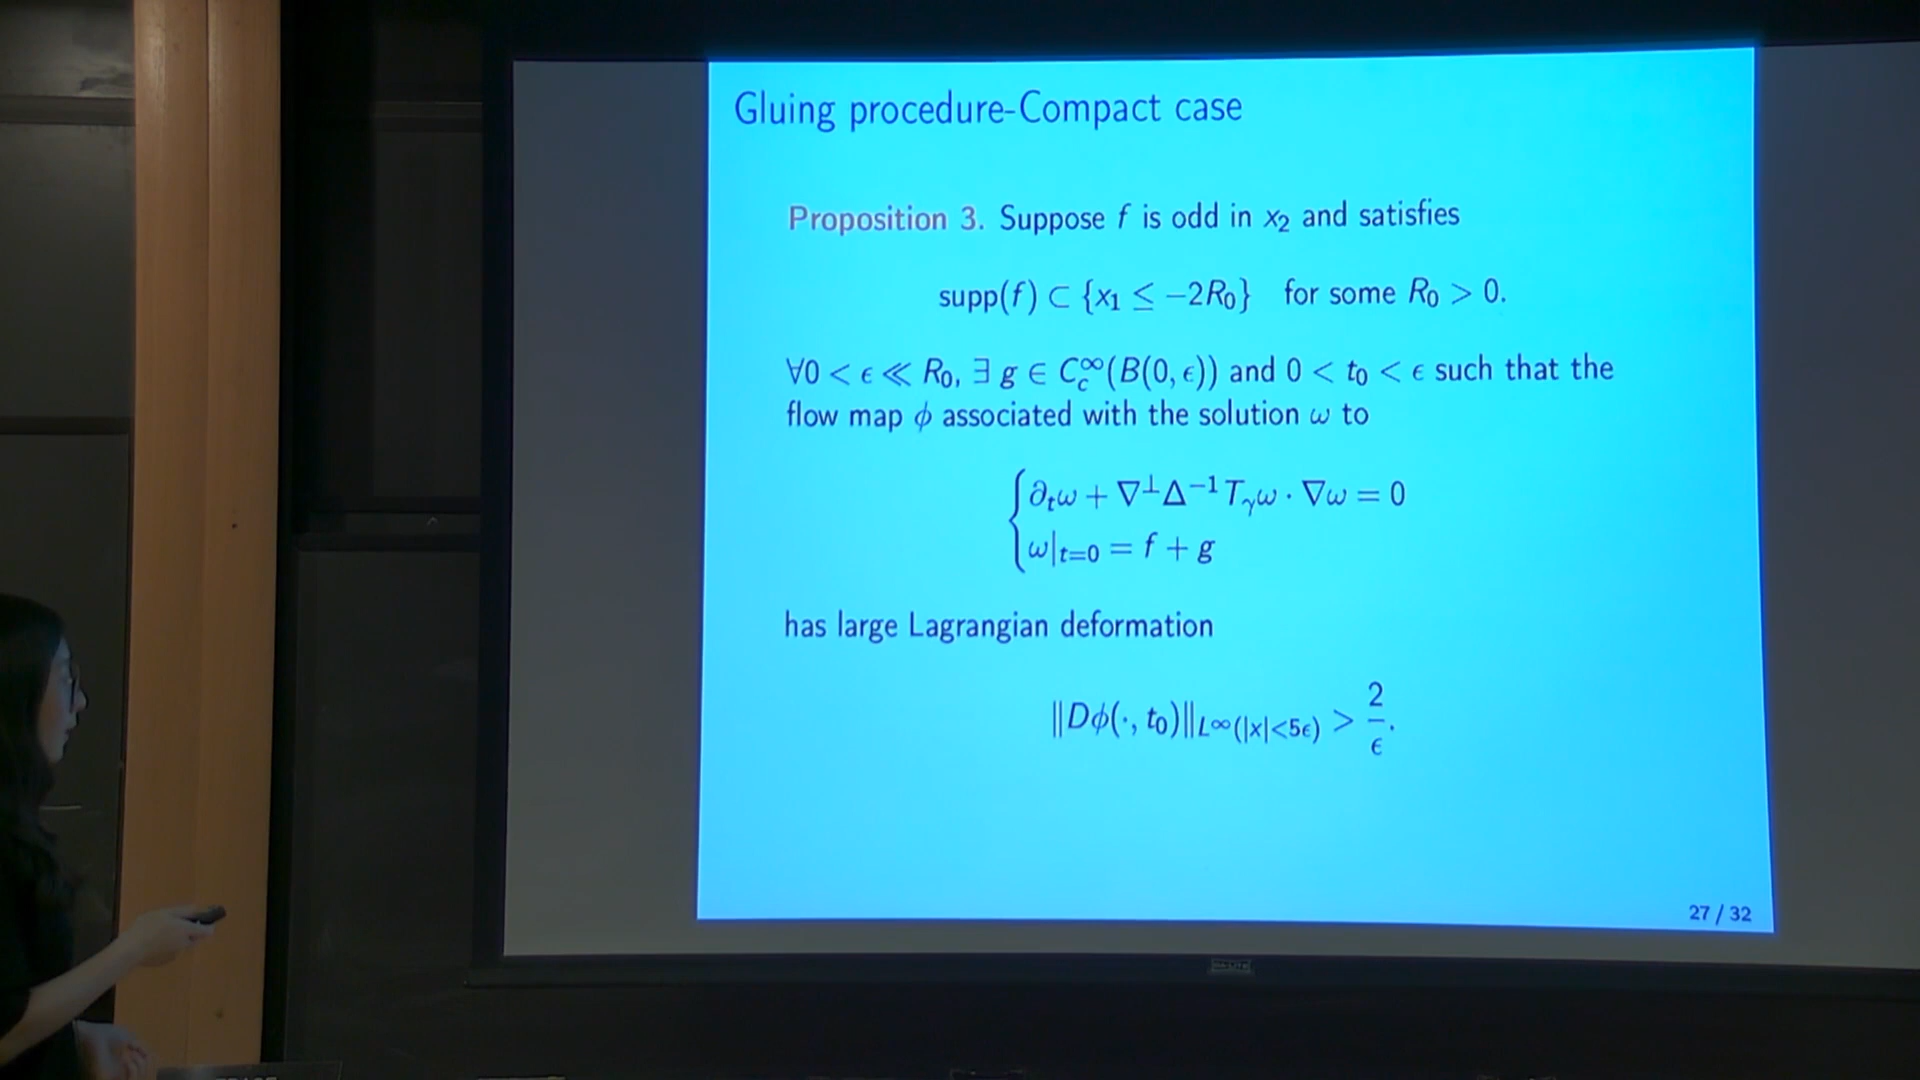 Gluing procedure-Compact case
Proposition 3. Suppose f is odd in x₂ and satisfies
supp(f) ⊂ {x₁ ≤ −2R₀} for some R₀ > 0.
∀0 < ϵ ≪ R₀, ∃ g ∈ C_c^∞(B(0, ϵ)) and 0 < t₀ < ϵ such that the
flow map ϕ associated with the solution ω to
{∂ₜω + ∇^⊥Δ^{−1}T_γω · ∇ω = 0
ω|_{t=0} = f + g
has large Lagrangian deformation
‖Dϕ(·, t₀)‖_{L^∞(|x|<5ϵ)} > 2/ϵ.
27 / 32